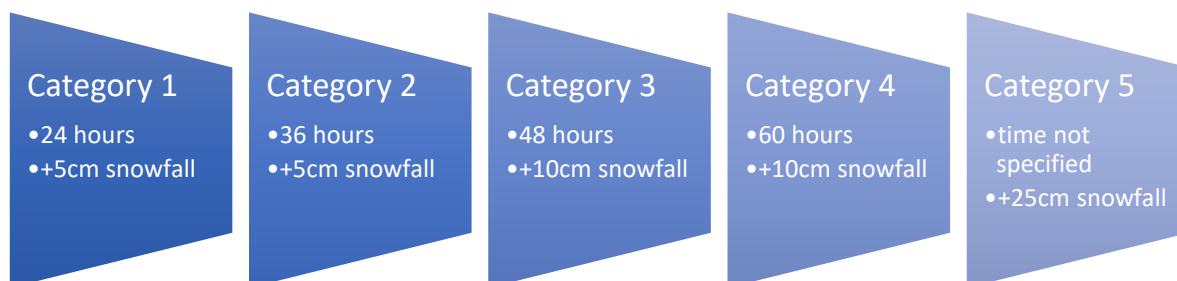 Category 1
•24 hours
•+5cm snowfall
Category 2
•36 hours
•+5cm snowfall
Category 3
•48 hours
•+10cm snowfall
Category 4
•60 hours
•+10cm snowfall
Category 5
•time not
specified
•+25cm snowfall